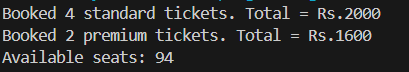 Booked 4 standard tickets. Total = Rs.2000
Booked 2 premium tickets. Total = Rs.1600
Available seats: 94